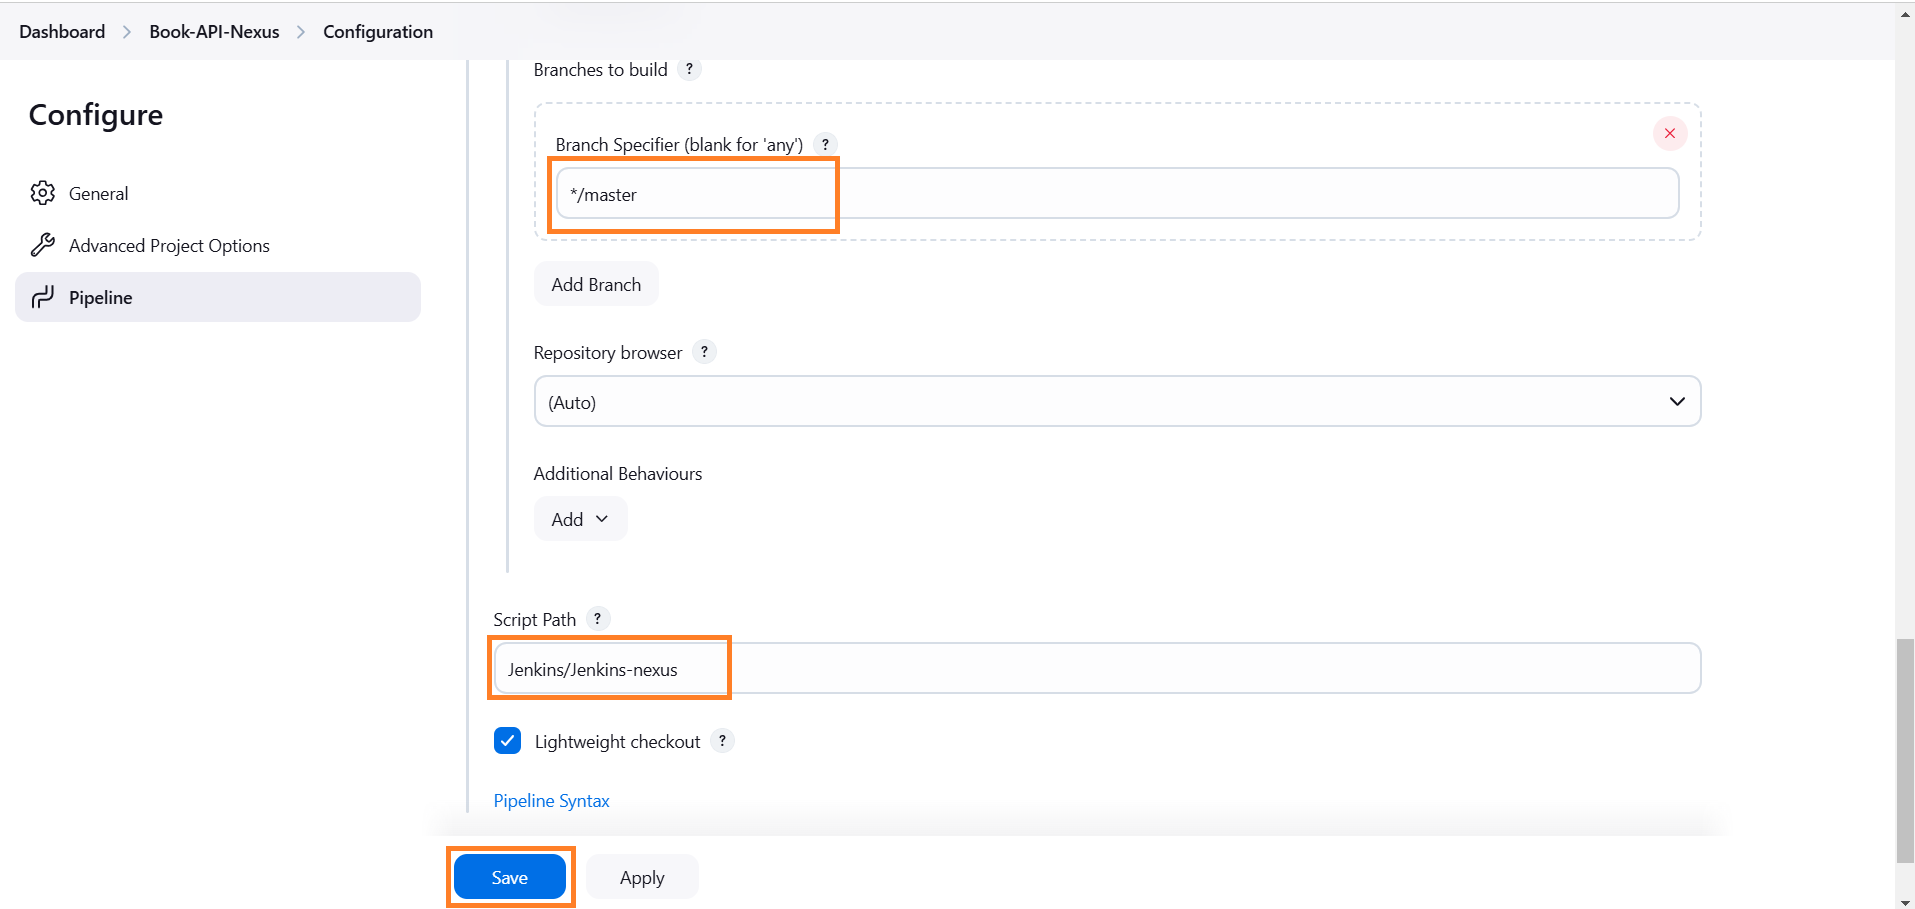 Dashboard > Book-API-Nexus > Configuration
Configure
General
Advanced Project Options
Pipeline
Branches to build ?
Branch Specifier (blank for 'any') ?
*/master
Add Branch
Repository browser ?
(Auto)
Additional Behaviours
Add
Script Path ?
Jenkins/Jenkins-nexus
Lightweight checkout ?
Pipeline Syntax
Save Apply